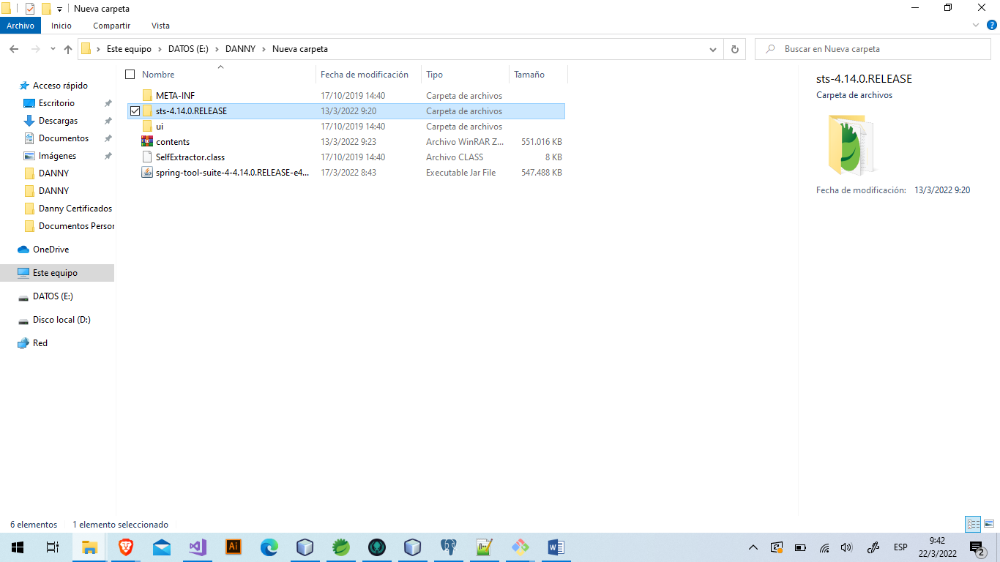 Nueva carpeta
Archivo Inicio Compartir Vista
Este equipo DATOS (E:) DANNY Nueva carpeta
Buscar en Nueva carpeta
Acceso rápido
Escritorio
Descargas
Documentos
Imágenes
DANNY
DANNY
Danny Certificados
Documentos Persor
OneDrive
Este equipo
DATOS (E:)
Disco local (D:)
Red
Nombre Fecha de modificación Tipo Tamaño
META-INF 17/10/2019 14:40 Carpeta de archivos
sts-4.14.0.RELEASE 13/3/2022 9:20 Carpeta de archivos
ui 17/10/2019 14:40 Carpeta de archivos
contents 13/3/2022 9:23 Archivo WinRAR Z... 551.016 KB
SelfExtractor.class 17/10/2019 14:40 Archivo CLASS 8 KB
spring-tool-suite-4-4.14.0.RELEASE-e4... 17/3/2022 8:43 Executable Jar File 547.488 KB
sts-4.14.0.RELEASE
Carpeta de archivos
Fecha de modificación: 13/3/2022 9:20
6 elementos 1 elemento seleccionado
Ai
W
ESP
9:42
22/3/2022
2